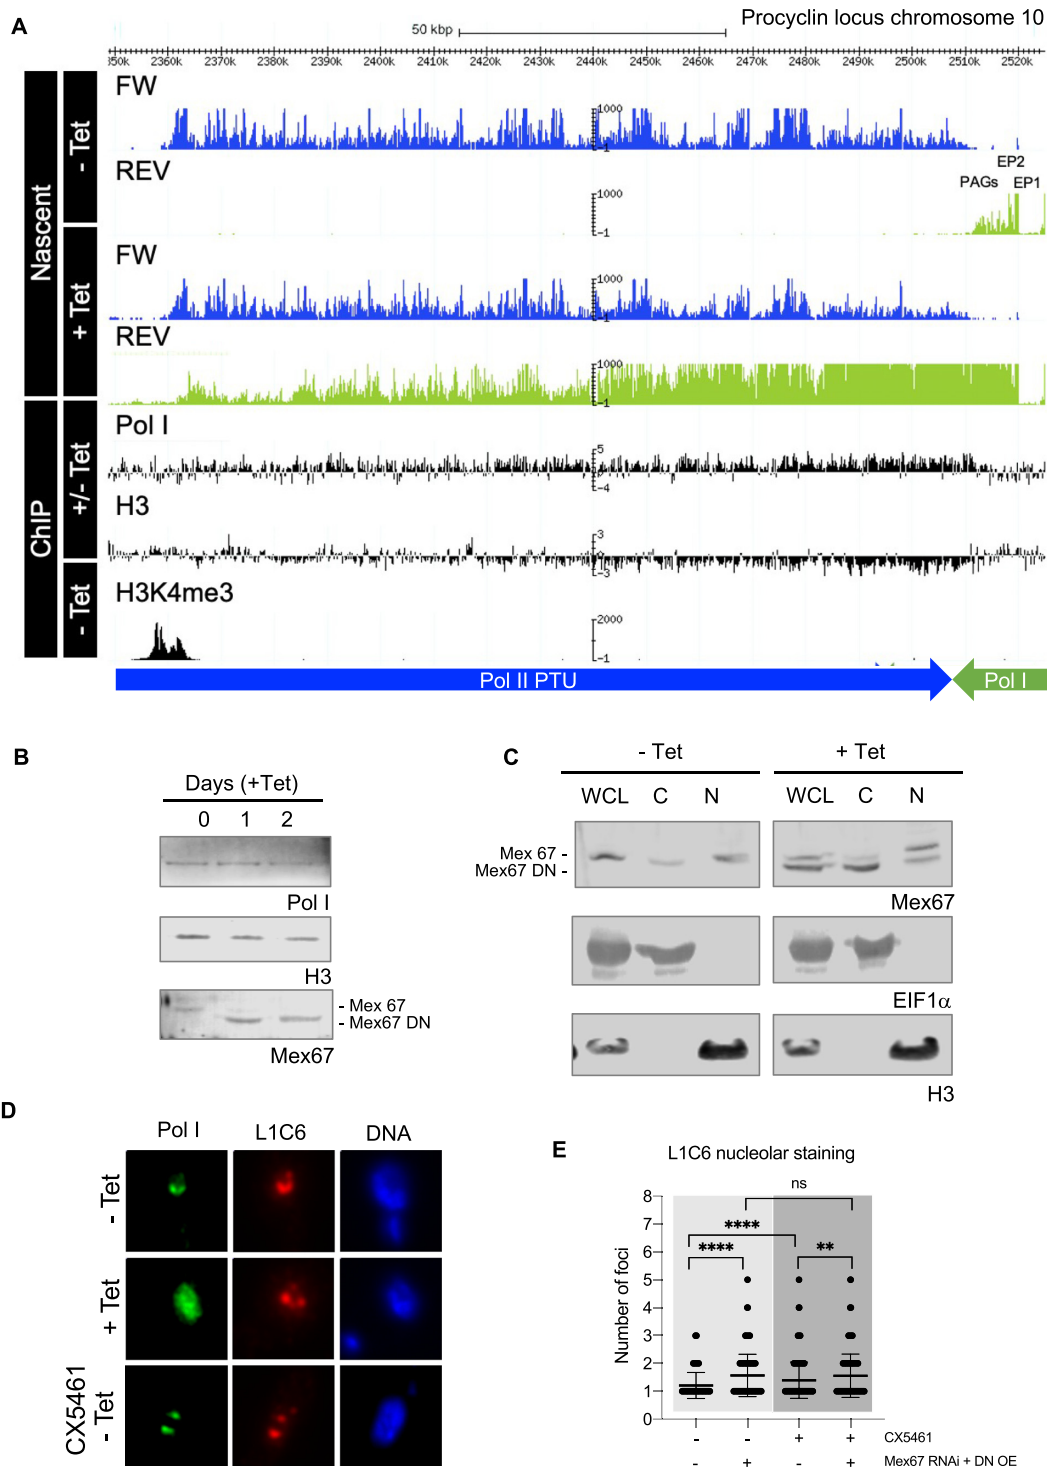 A
Procyclin locus chromosome 10
50 kbp
350k 2360k 2370k 2380k 2390k 2400k 2410k 2420k 2430k 2440k 2450k 2460k 2470k 2480k 2490k 2500k 2510k 2520k
Nascent
- Tet
FW
1000
-1
REV
1000
-1
PAGs
EP2
EP1
+ Tet
FW
1000
-1
REV
1000
-1
ChIP
+/- Tet
Pol I
5
-4
H3
3
-3
- Tet
H3K4me3
2000
-1
Pol II PTU
Pol I
B
Days (+Tet)
0 1 2
Pol I
H3
- Mex 67
- Mex67 DN
Mex67
C
- Tet
+ Tet
WCL C N
WCL C N
Mex 67 -
Mex67 DN -
Mex67
EIF1α
H3
D
Pol I L1C6 DNA
- Tet
+ Tet
CX5461
- Tet
E
L1C6 nucleolar staining
Number of foci
8
7
6
5
4
3
2
1
0
ns
****
****
**
- - + + CX5461
- + - + Mex67 RNAi + DN OE